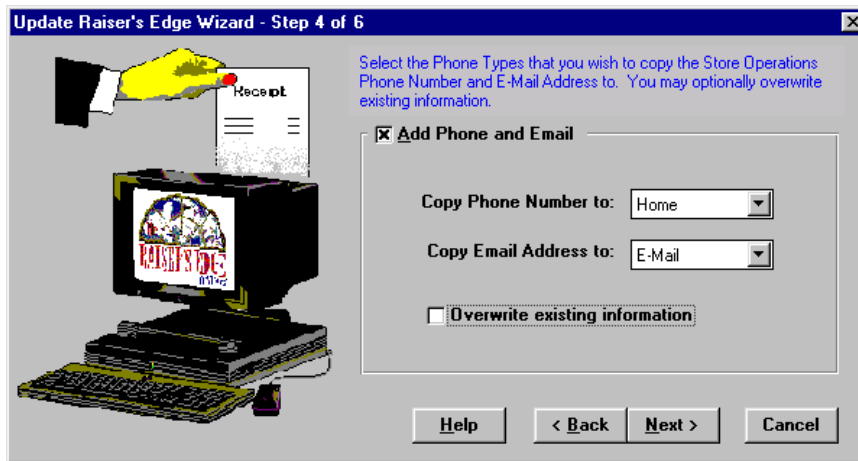 Update Raiser's Edge Wizard - Step 4 of 6
Select the Phone Types that you wish to copy the Store Operations
Phone Number and E-Mail Address to. You may optionally overwrite
existing information.
Receipt
Add Phone and Email
Copy Phone Number to: Home
Copy Email Address to: E-Mail
RAISER'S EDGE
Overwrite existing information
Help < Back Next > Cancel